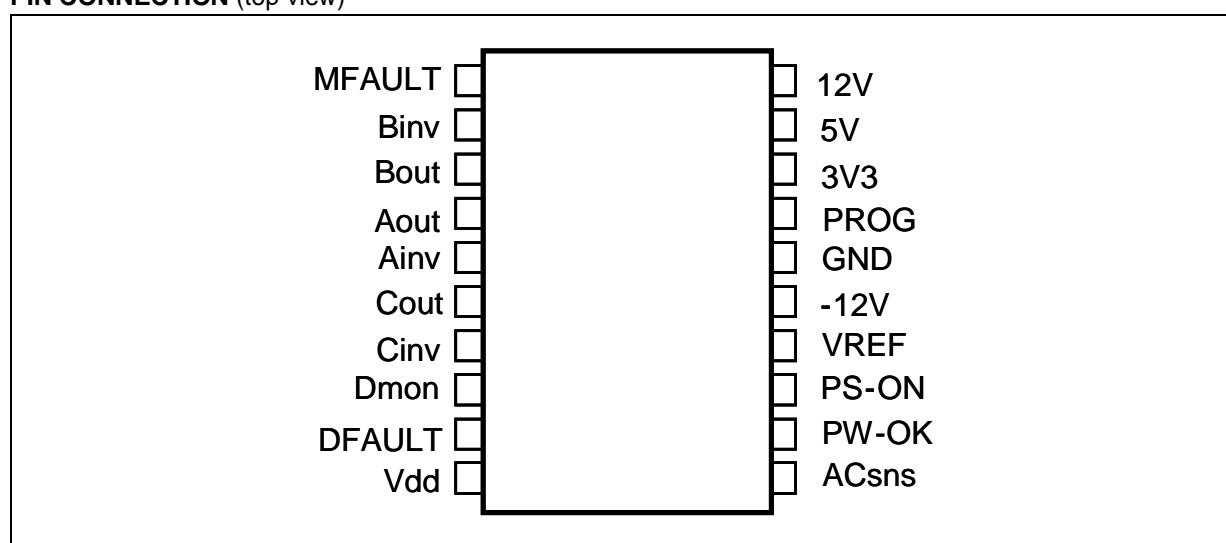 PIN CONNECTION (top view)
MFAULT
Binv
Bout
Aout
Ainv
Cout
Cinv
Dmon
DFAULT
Vdd
12V
5V
3V3
PROG
GND
-12V
VREF
PS-ON
PW-OK
ACsns